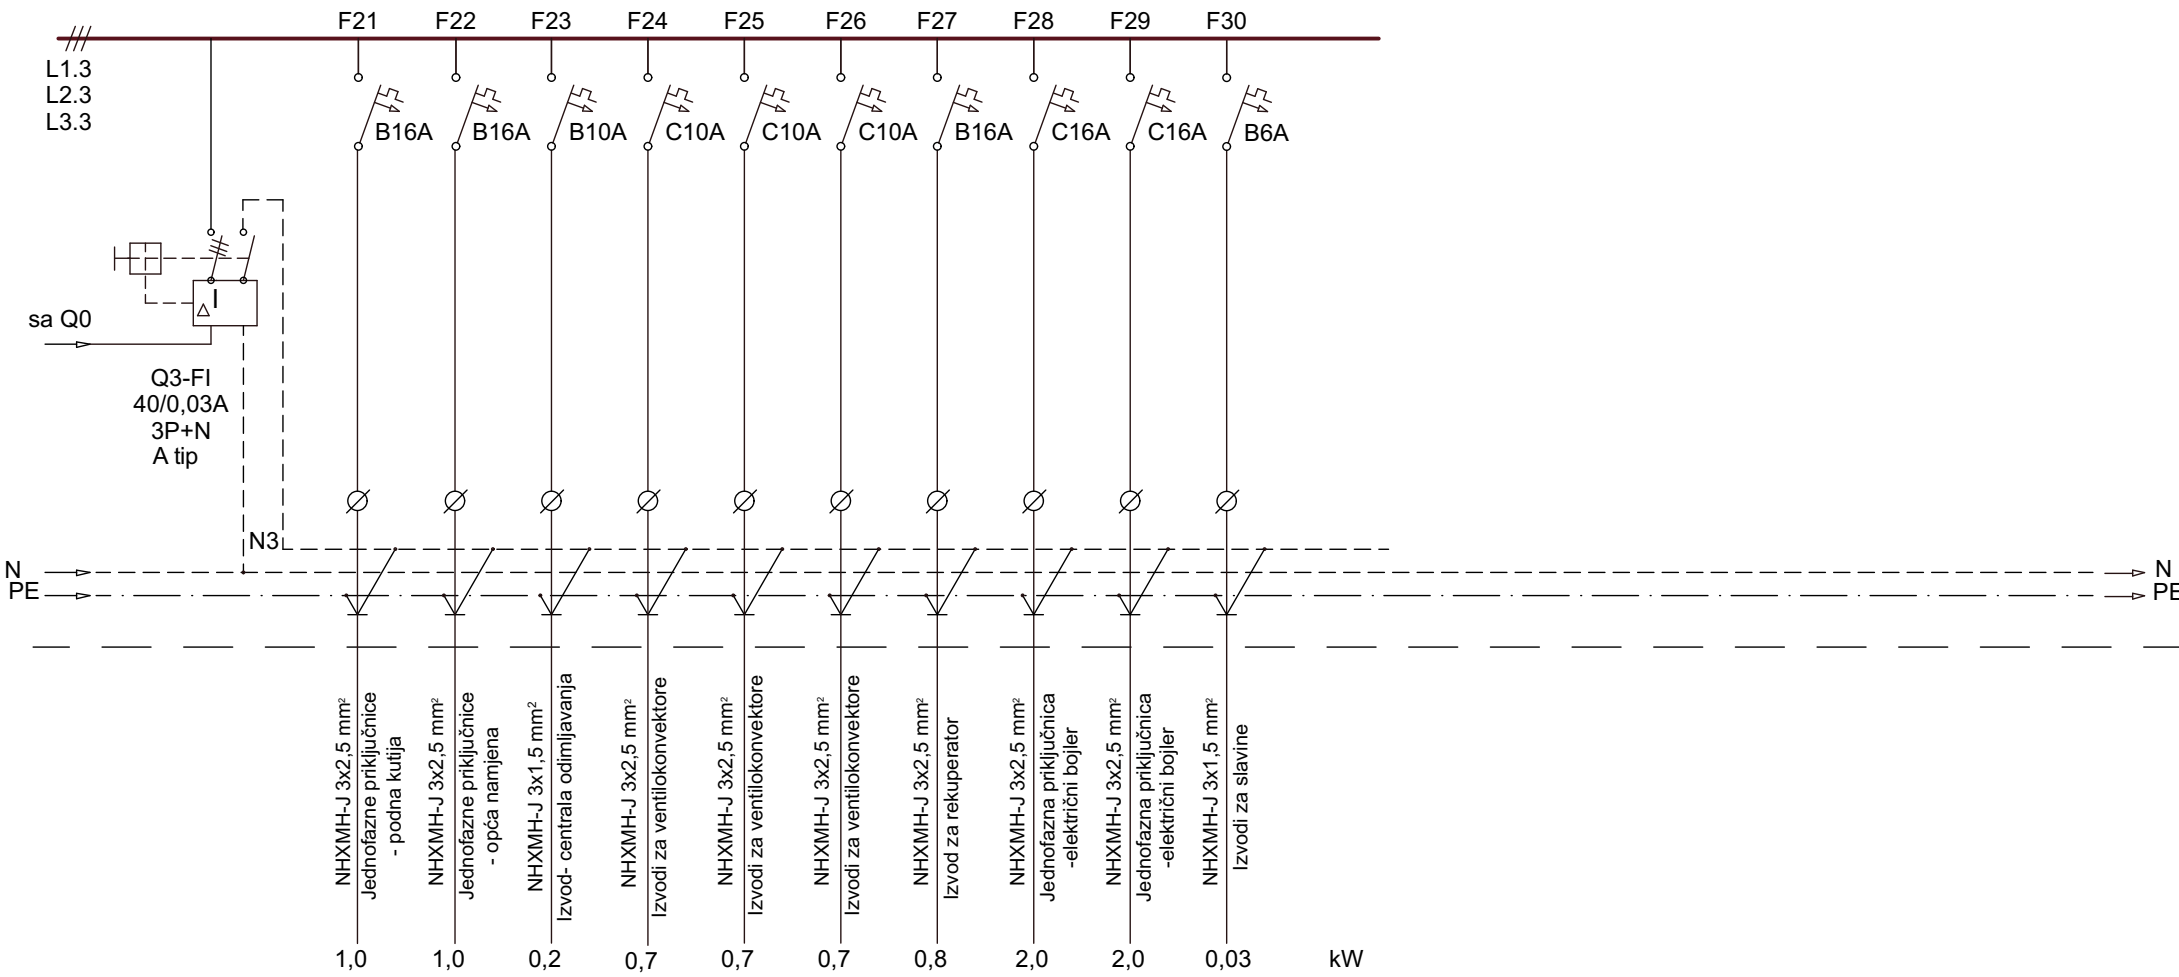 F21 F22 F23 F24 F25 F26 F27 F28 F29 F30
L1.3
L2.3
L3.3
B16A B16A B10A C10A C10A C10A B16A C16A C16A B6A
I
sa Q0
Q3-FI
40/0,03A
3P+N
A tip
N3
N N
PE PE
NHXMH-J 3x2,5 mm²
Jednofazne priključnice
- podna kutija
NHXMH-J 3x2,5 mm²
Jednofazne priključnice
- opća namjena
NHXMH-J 3x1,5 mm²
Izvod- centrala odimljavanja
NHXMH-J 3x2,5 mm²
Izvodi za ventilokonvektore
NHXMH-J 3x2,5 mm²
Izvodi za ventilokonvektore
NHXMH-J 3x2,5 mm²
Izvodi za ventilokonvektore
NHXMH-J 3x2,5 mm²
Izvod za rekuperator
NHXMH-J 3x2,5 mm²
Jednofazna priključnica
-električni bojler
NHXMH-J 3x2,5 mm²
Jednofazna priključnica
-električni bojler
NHXMH-J 3x1,5 mm²
Izvodi za slavine
1,0 1,0 0,2 0,7 0,7 0,7 0,8 2,0 2,0 0,03 kW